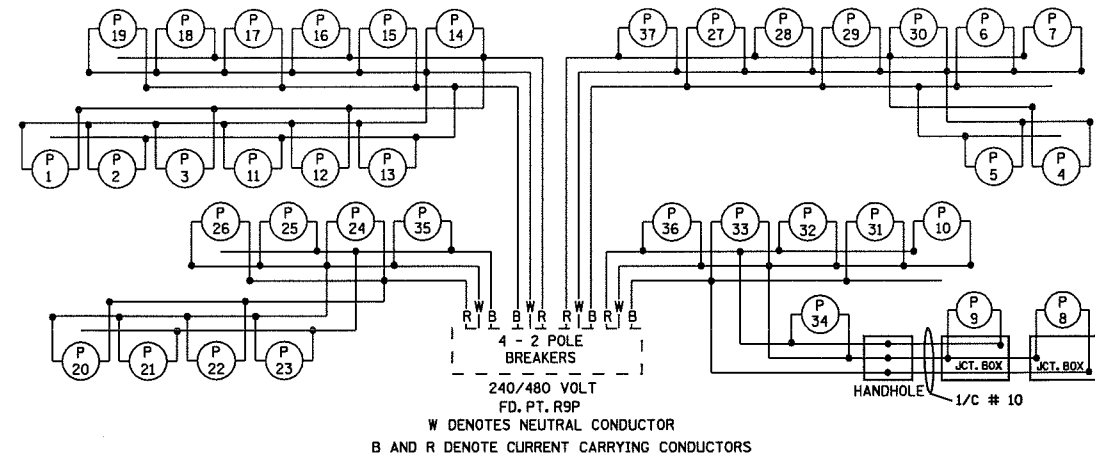 P 19
P 18
P 17
P 16
P 15
P 14
P 37
P 27
P 28
P 29
P 30
P 6
P 7
P 1
P 2
P 3
P 11
P 12
P 13
P 5
P 4
P 26
P 25
P 24
P 35
P 36
P 33
P 32
P 31
P 10
P 20
P 21
P 22
P 23
P 34
P 9
P 8
R W B B W R R W B R W B
4 - 2 POLE
BREAKERS
240/480 VOLT
FD. PT. R9P
W DENOTES NEUTRAL CONDUCTOR
B AND R DENOTE CURRENT CARRYING CONDUCTORS
HANDHOLE
JCT. BOX
JCT. BOX
1/C # 10